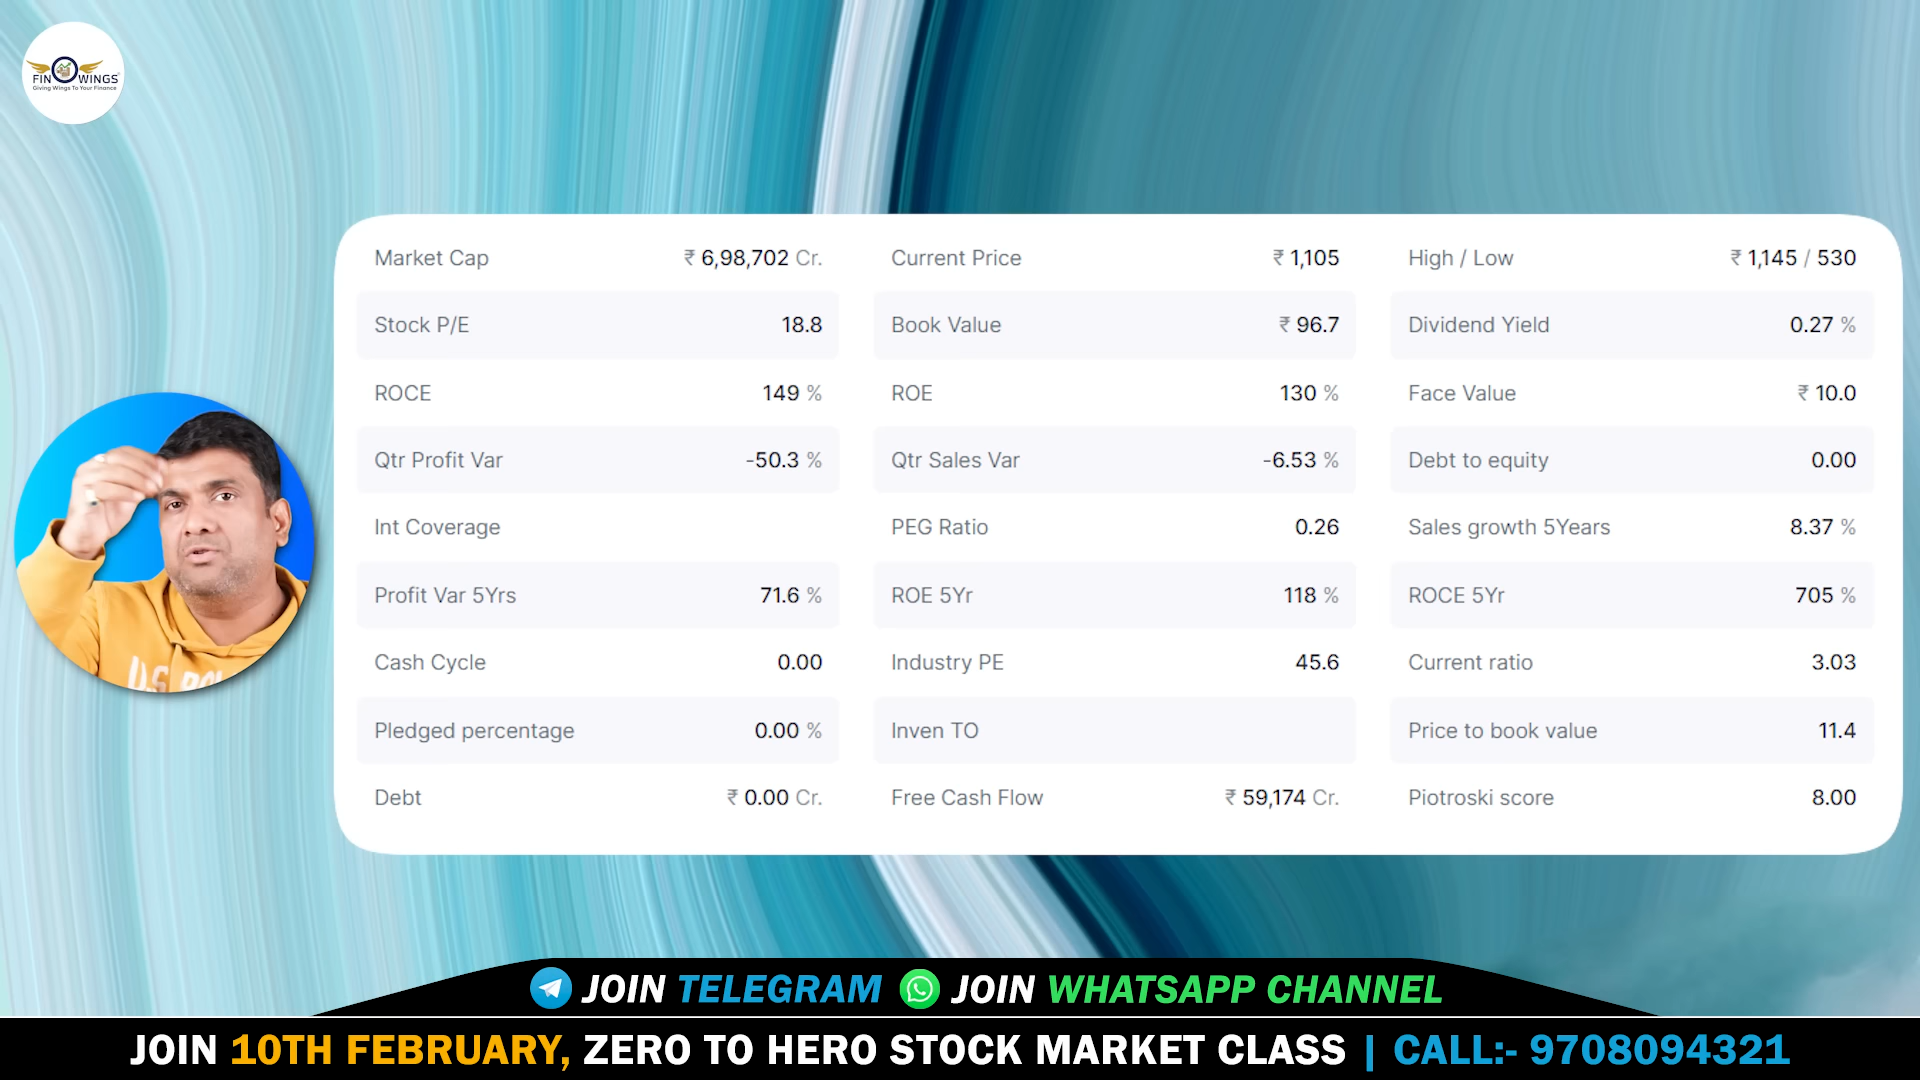 FINOWINGS
Giving Wings To Your Finance
Market Cap ₹ 6,98,702 Cr. Current Price ₹ 1,105 High / Low ₹ 1,145 / 530
Stock P/E 18.8 Book Value ₹ 96.7 Dividend Yield 0.27 %
ROCE 149 % ROE 130 % Face Value ₹ 10.0
Qtr Profit Var -50.3 % Qtr Sales Var -6.53 % Debt to equity 0.00
Int Coverage PEG Ratio 0.26 Sales growth 5Years 8.37 %
Profit Var 5Yrs 71.6 % ROE 5Yr 118 % ROCE 5Yr 705 %
Cash Cycle 0.00 Industry PE 45.6 Current ratio 3.03
Pledged percentage 0.00 % Inven TO Price to book value 11.4
Debt ₹ 0.00 Cr. Free Cash Flow ₹ 59,174 Cr. Piotroski score 8.00
U.S.
JOIN TELEGRAM JOIN WHATSAPP CHANNEL
JOIN 10TH FEBRUARY, ZERO TO HERO STOCK MARKET CLASS | CALL:- 9708094321